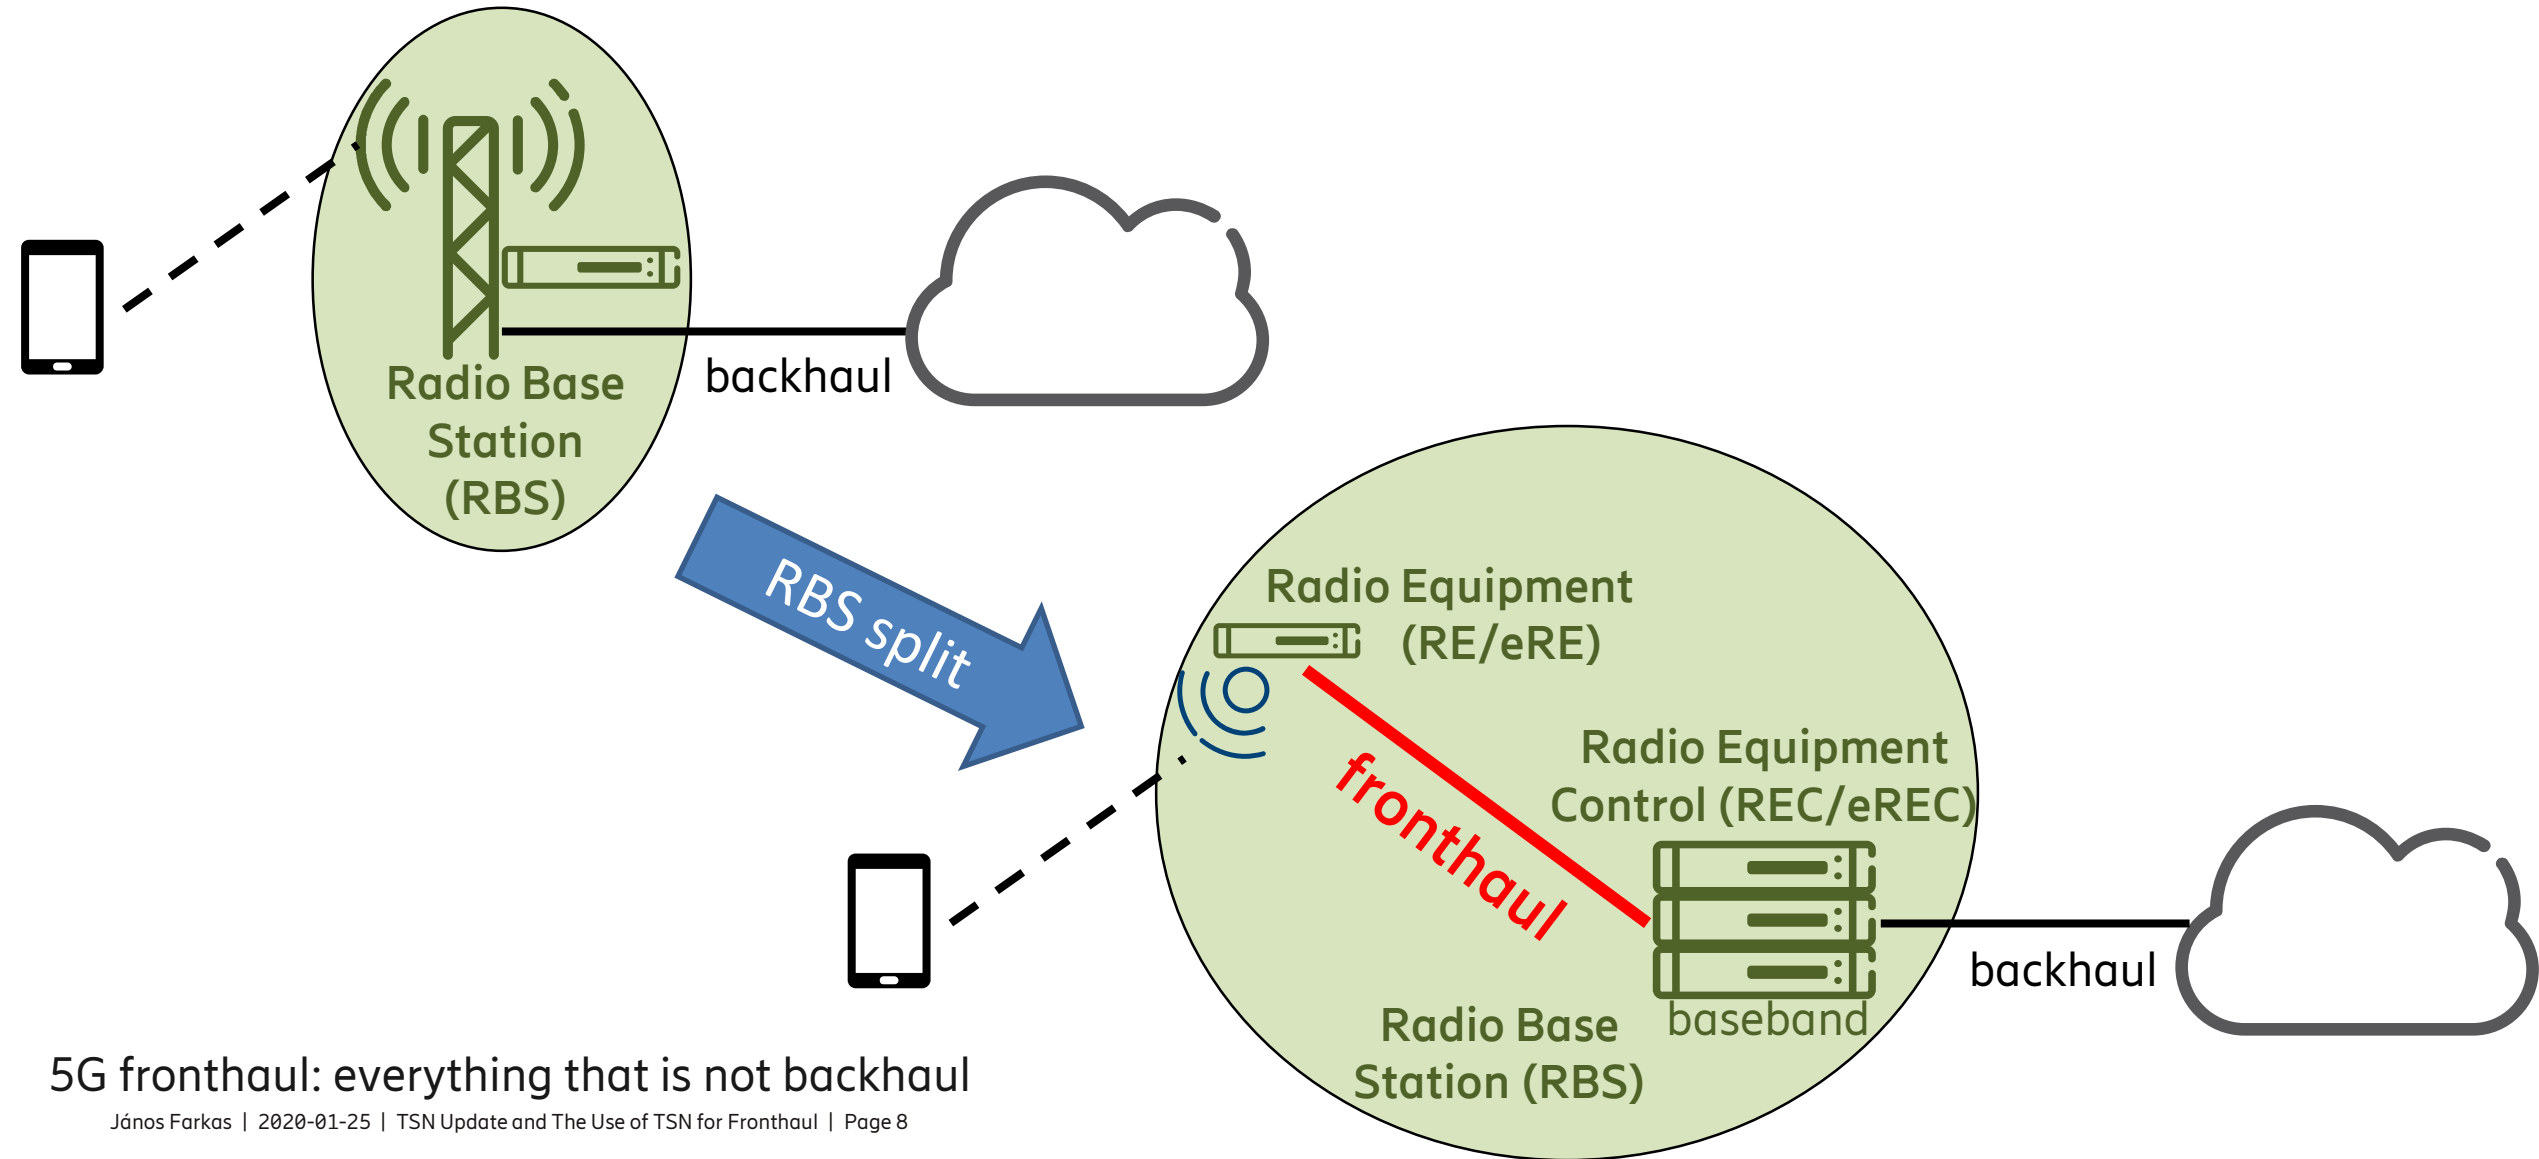 Radio Base
Station
(RBS)
backhaul
RBS split
Radio Equipment
(RE/eRE)
fronthaul
Radio Equipment
Control (REC/eREC)
baseband
Radio Base
Station (RBS)
backhaul
5G fronthaul: everything that is not backhaul
János Farkas | 2020-01-25 | TSN Update and The Use of TSN for Fronthaul | Page 8